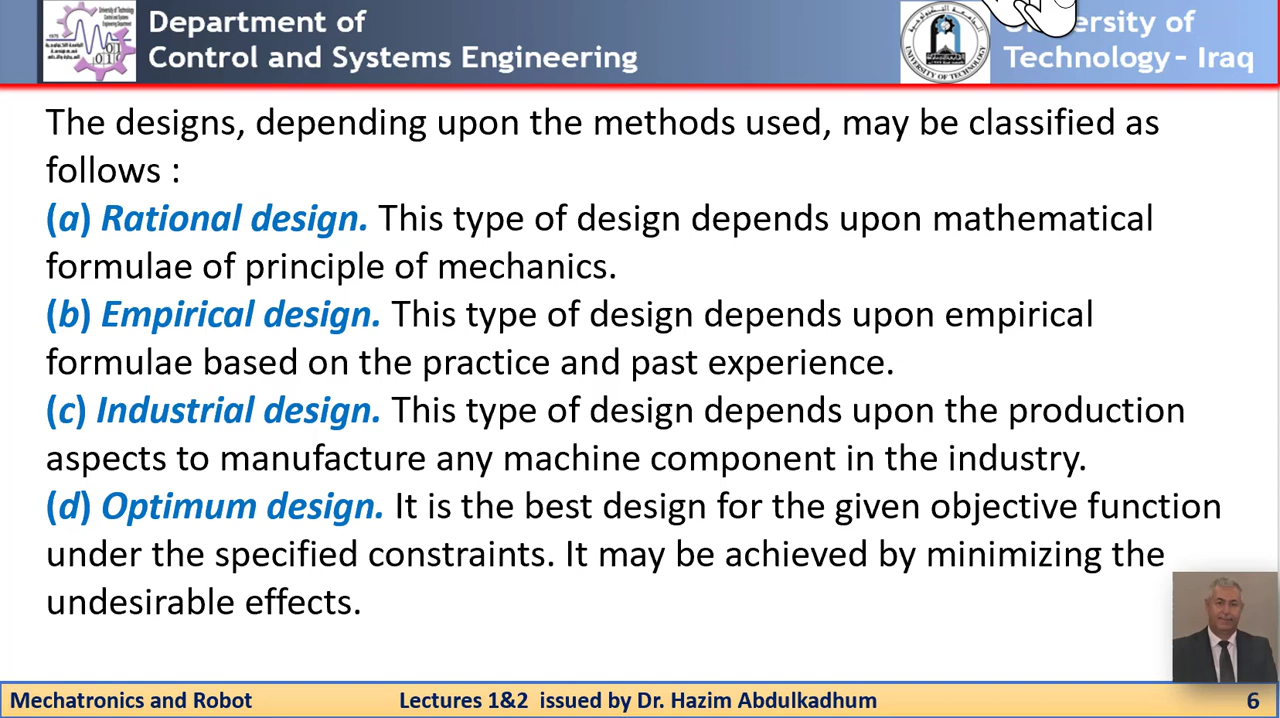 Department of
Control and Systems Engineering
University of
Technology - Iraq
The designs, depending upon the methods used, may be classified as
follows :
(a) Rational design. This type of design depends upon mathematical
formulae of principle of mechanics.
(b) Empirical design. This type of design depends upon empirical
formulae based on the practice and past experience.
(c) Industrial design. This type of design depends upon the production
aspects to manufacture any machine component in the industry.
(d) Optimum design. It is the best design for the given objective function
under the specified constraints. It may be achieved by minimizing the
undesirable effects.
Mechatronics and Robot
Lectures 1&2 issued by Dr. Hazim Abdulkadhum
6